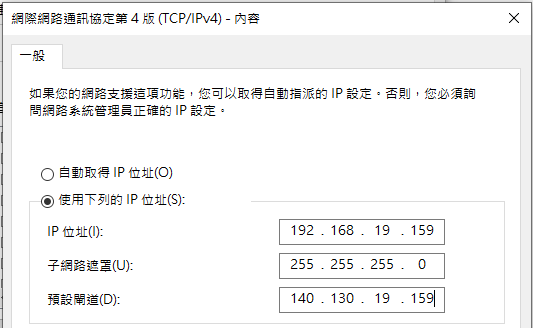 網際網路通訊協定第 4 版 (TCP/IPv4) - 內容
一般
如果您的網路支援這項功能，您可以取得自動指派的 IP 設定。否則，您必須詢
問網路系統管理員正確的 IP 設定。
自動取得 IP 位址(O)
使用下列的 IP 位址(S):
IP 位址(I): 192 . 168 . 19 . 159
子網路遮罩(U): 255 . 255 . 255 . 0
預設閘道(D): 140 . 130 . 19 . 159